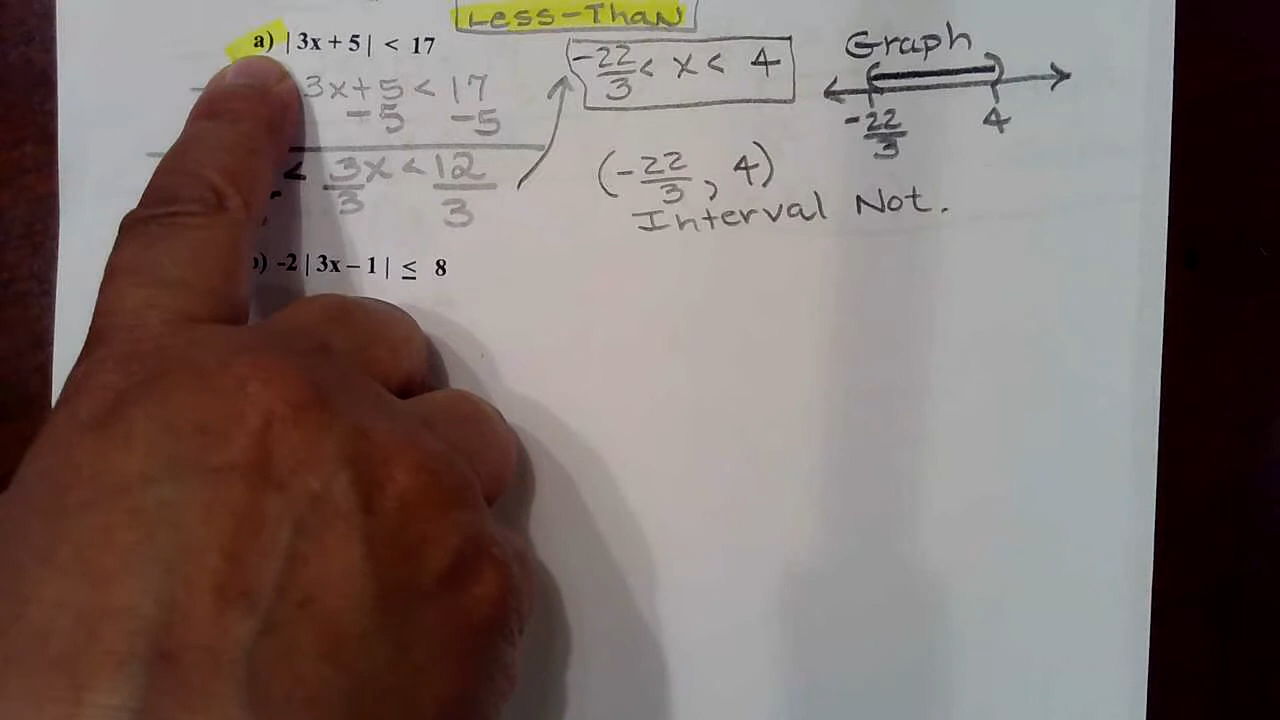 Less-Than
a) | 3x + 5 | < 17
3x + 5 < 17
-5 -5
< 3x < 12
3 3
-22/3 < x < 4
(-22/3, 4)
Interval Not.
Graph
-22/3 4
) -2 | 3x – 1 | ≤ 8